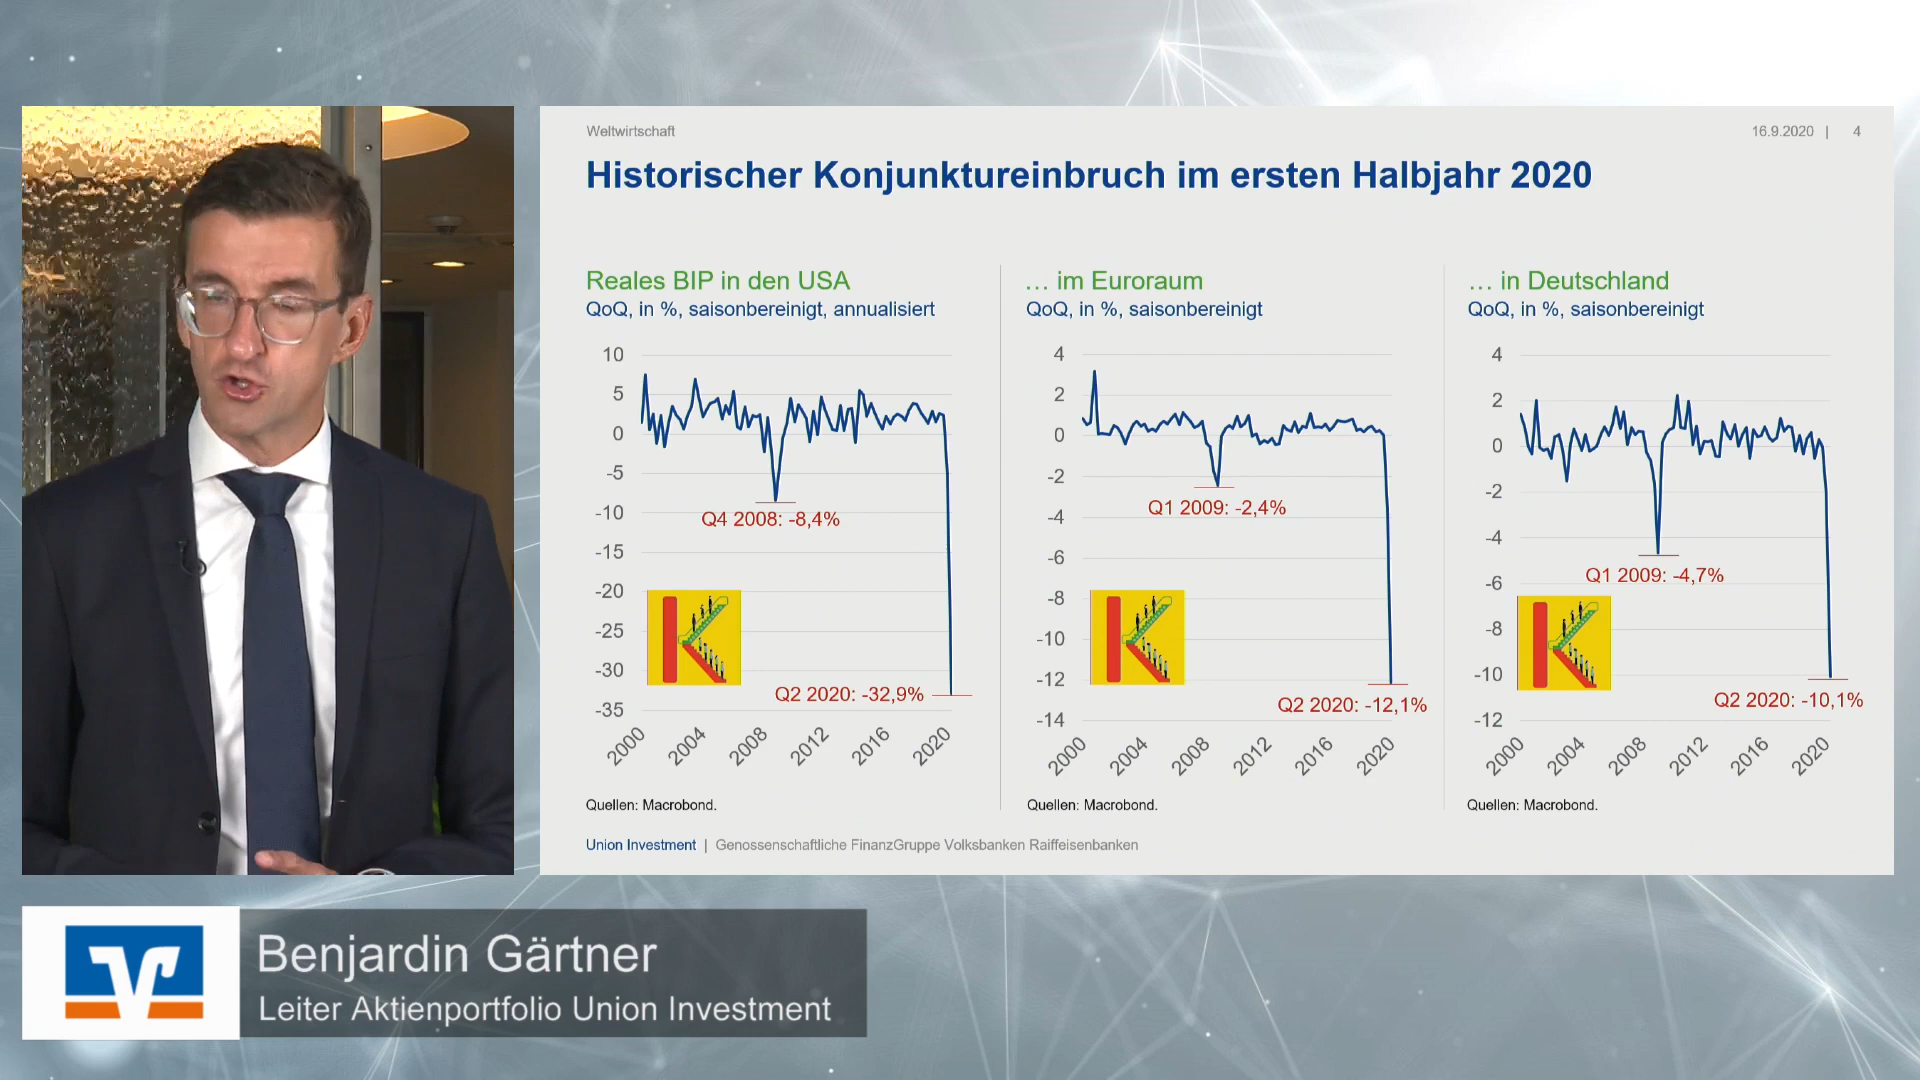 Weltwirtschaft
16.9.2020 | 4
Historischer Konjunktureinbruch im ersten Halbjahr 2020
Reales BIP in den USA
QoQ, in %, saisonbereinigt, annualisiert
10
5
0
-5
-10
-15
-20
-25
-30
-35
Q4 2008: -8,4%
Q2 2020: -32,9%
2000 2004 2008 2012 2016 2020
Quellen: Macrobond.
... im Euroraum
QoQ, in %, saisonbereinigt
4
2
0
-2
-4
-6
-8
-10
-12
-14
Q1 2009: -2,4%
Q2 2020: -12,1%
2000 2004 2008 2012 2016 2020
Quellen: Macrobond.
... in Deutschland
QoQ, in %, saisonbereinigt
4
2
0
-2
-4
-6
-8
-10
-12
Q1 2009: -4,7%
Q2 2020: -10,1%
2000 2004 2008 2012 2016 2020
Quellen: Macrobond.
Union Investment | Genossenschaftliche FinanzGruppe Volksbanken Raiffeisenbanken
Benjardin Gärtner
Leiter Aktienportfolio Union Investment